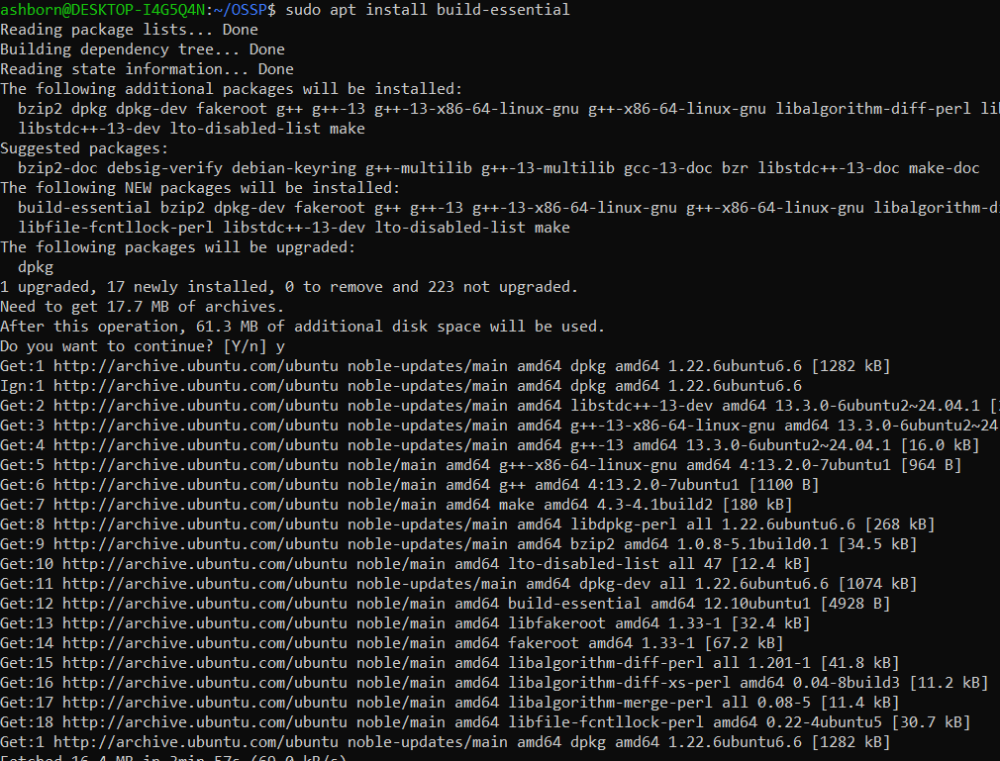 ashborn@DESKTOP-I4G5Q4N:~/OSSP$ sudo apt install build-essential
Reading package lists... Done
Building dependency tree... Done
Reading state information... Done
The following additional packages will be installed:
  bzip2 dpkg dpkg-dev fakeroot g++ g++-13 g++-13-x86-64-linux-gnu g++-x86-64-linux-gnu libalgorithm-diff-perl
  libstdc++-13-dev lto-disabled-list make
Suggested packages:
  bzip2-doc debsig-verify debian-keyring g++-multilib g++-13-multilib gcc-13-doc bzr libstdc++-13-doc make-doc
The following NEW packages will be installed:
  build-essential bzip2 dpkg-dev fakeroot g++ g++-13 g++-13-x86-64-linux-gnu g++-x86-64-linux-gnu libalgorithm-d
  libfile-fcntllock-perl libstdc++-13-dev lto-disabled-list make
The following packages will be upgraded:
  dpkg
1 upgraded, 17 newly installed, 0 to remove and 223 not upgraded.
Need to get 17.7 MB of archives.
After this operation, 61.3 MB of additional disk space will be used.
Do you want to continue? [Y/n] y
Get:1 http://archive.ubuntu.com/ubuntu noble-updates/main amd64 dpkg amd64 1.22.6ubuntu6.6 [1282 kB]
Ign:1 http://archive.ubuntu.com/ubuntu noble-updates/main amd64 dpkg amd64 1.22.6ubuntu6.6
Get:2 http://archive.ubuntu.com/ubuntu noble-updates/main amd64 libstdc++-13-dev amd64 13.3.0-6ubuntu2~24.04.1 [
Get:3 http://archive.ubuntu.com/ubuntu noble-updates/main amd64 g++-13-x86-64-linux-gnu amd64 13.3.0-6ubuntu2~24
Get:4 http://archive.ubuntu.com/ubuntu noble-updates/main amd64 g++-13 amd64 13.3.0-6ubuntu2~24.04.1 [16.0 kB]
Get:5 http://archive.ubuntu.com/ubuntu noble/main amd64 g++-x86-64-linux-gnu amd64 4:13.2.0-7ubuntu1 [964 B]
Get:6 http://archive.ubuntu.com/ubuntu noble/main amd64 g++ amd64 4:13.2.0-7ubuntu1 [1100 B]
Get:7 http://archive.ubuntu.com/ubuntu noble/main amd64 make amd64 4.3-4.1build2 [180 kB]
Get:8 http://archive.ubuntu.com/ubuntu noble-updates/main amd64 libdpkg-perl all 1.22.6ubuntu6.6 [268 kB]
Get:9 http://archive.ubuntu.com/ubuntu noble-updates/main amd64 bzip2 amd64 1.0.8-5.1build0.1 [34.5 kB]
Get:10 http://archive.ubuntu.com/ubuntu noble/main amd64 lto-disabled-list all 47 [12.4 kB]
Get:11 http://archive.ubuntu.com/ubuntu noble-updates/main amd64 dpkg-dev all 1.22.6ubuntu6.6 [1074 kB]
Get:12 http://archive.ubuntu.com/ubuntu noble/main amd64 build-essential amd64 12.10ubuntu1 [4928 B]
Get:13 http://archive.ubuntu.com/ubuntu noble/main amd64 libfakeroot amd64 1.33-1 [32.4 kB]
Get:14 http://archive.ubuntu.com/ubuntu noble/main amd64 fakeroot amd64 1.33-1 [67.2 kB]
Get:15 http://archive.ubuntu.com/ubuntu noble/main amd64 libalgorithm-diff-perl all 1.201-1 [41.8 kB]
Get:16 http://archive.ubuntu.com/ubuntu noble/main amd64 libalgorithm-diff-xs-perl amd64 0.04-8build3 [11.2 kB]
Get:17 http://archive.ubuntu.com/ubuntu noble/main amd64 libalgorithm-merge-perl all 0.08-5 [11.4 kB]
Get:18 http://archive.ubuntu.com/ubuntu noble/main amd64 libfile-fcntllock-perl amd64 0.22-4ubuntu5 [30.7 kB]
Get:1 http://archive.ubuntu.com/ubuntu noble-updates/main amd64 dpkg amd64 1.22.6ubuntu6.6 [1282 kB]
Fetched 16.4 MB in 3min 57s (69.0 kB/s)